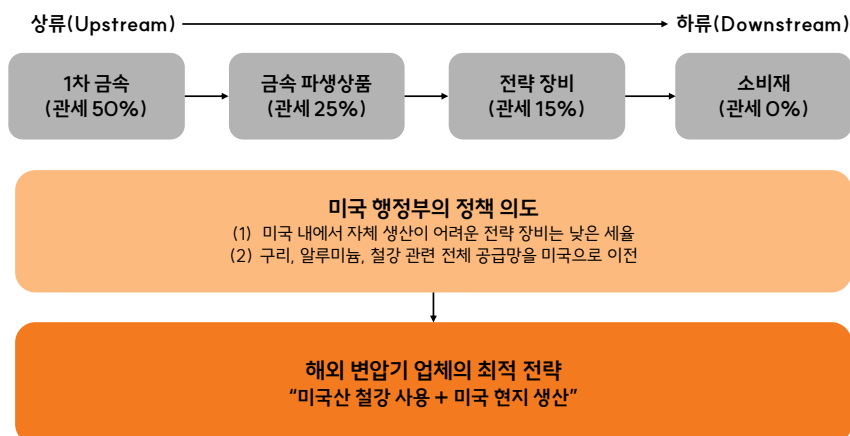 상류(Upstream) 하류(Downstream)
1차 금속
(관세 50%)
금속 파생상품
(관세 25%)
전략 장비
(관세 15%)
소비재
(관세 0%)
미국 행정부의 정책 의도
(1) 미국 내에서 자체 생산이 어려운 전략 장비는 낮은 세율
(2) 구리, 알루미늄, 철강 관련 전체 공급망을 미국으로 이전
해외 변압기 업체의 최적 전략
“미국산 철강 사용 + 미국 현지 생산”